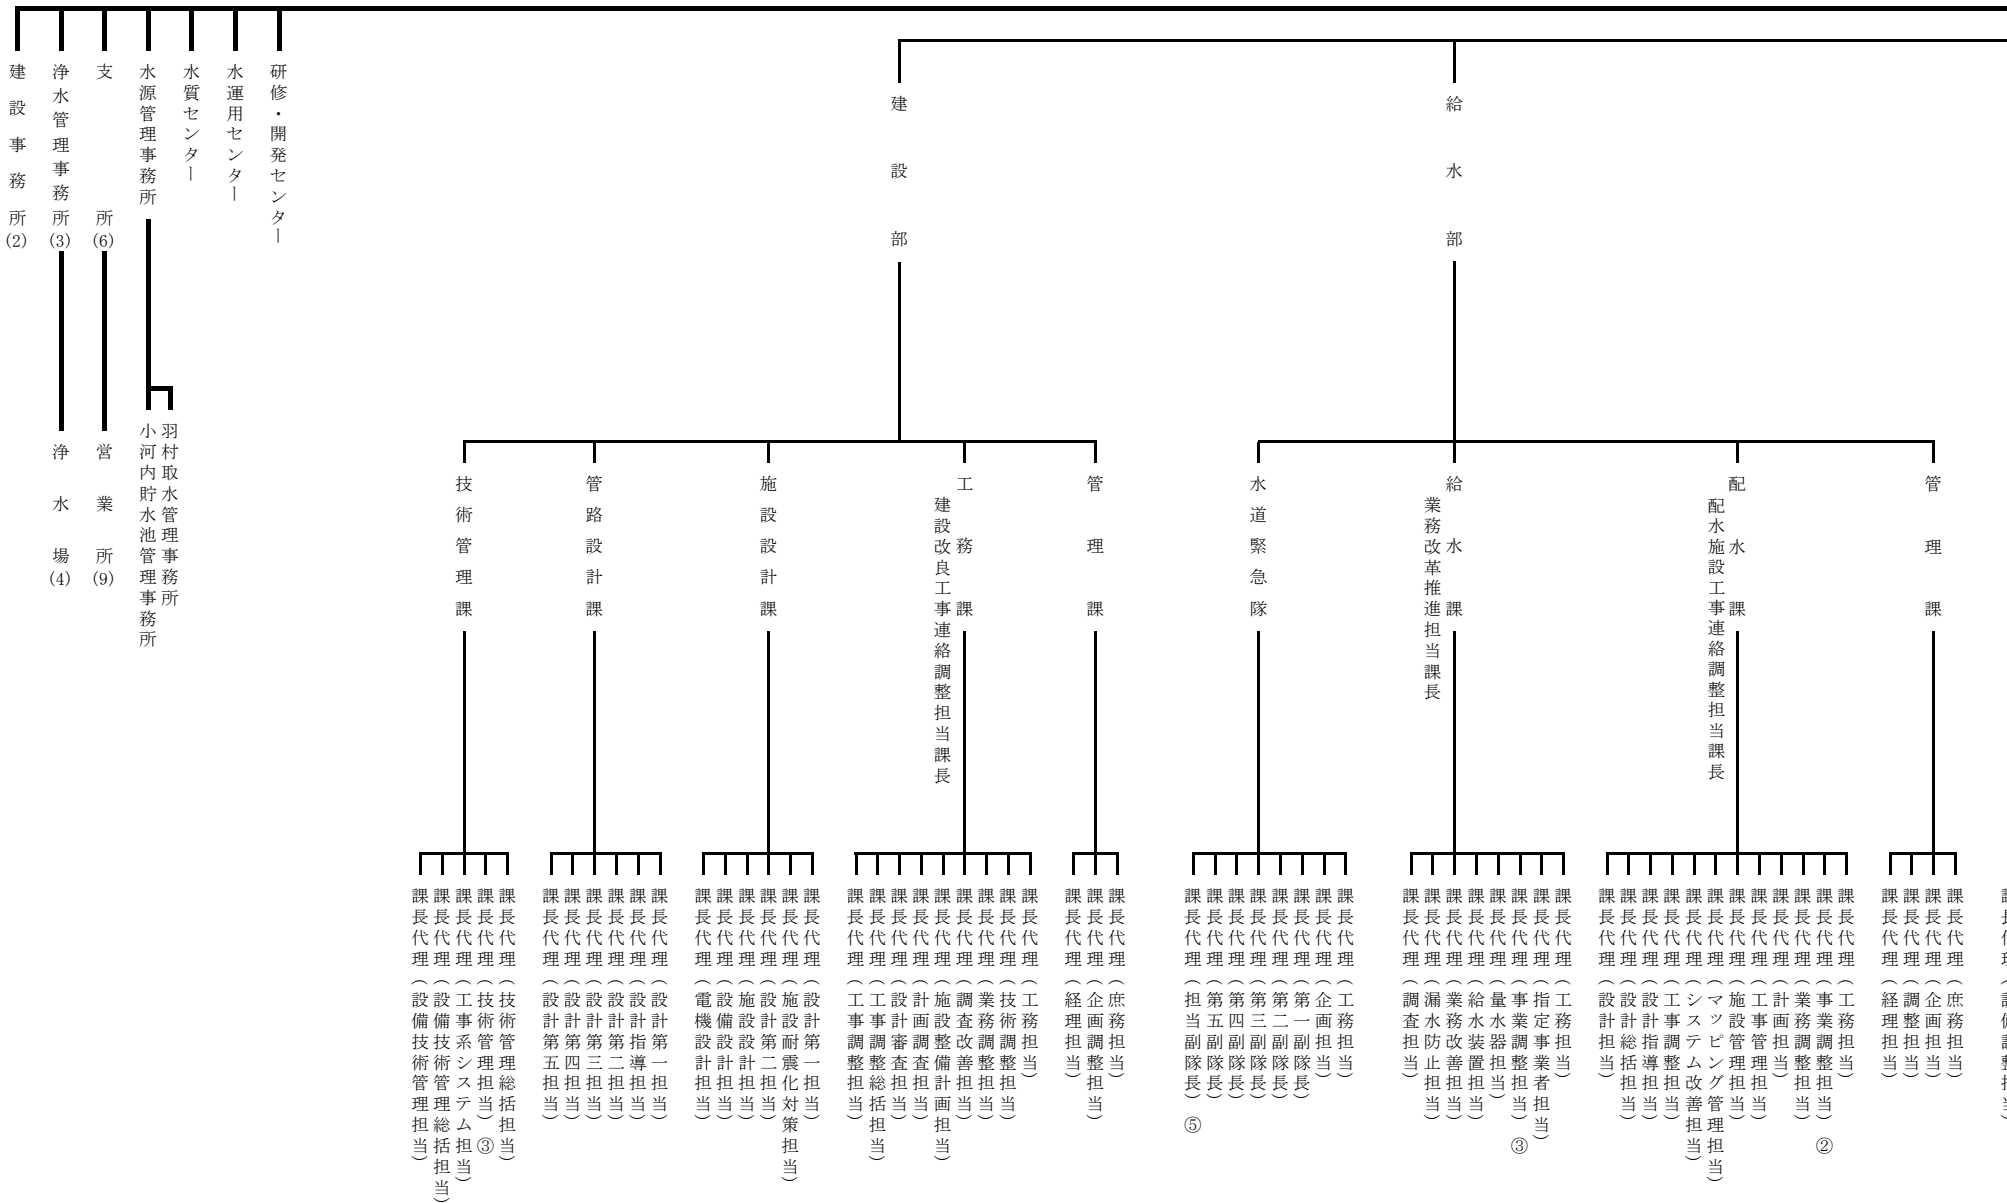 給水部
建設部
研修・開発センター
水運用センター
水質センター
水源管理事務所
支所(6)
浄水管理事務所(3)
建設事務所(2)
羽村取水管理事務所
小河内貯水池管理事務所
営業所(9)
浄水場(4)
管理課
配水課
配水施設工事連絡調整担当課長
給水課
業務改革推進担当課長
水道緊急隊
管理課
工務課
建設改良工事連絡調整担当課長
施設設計課
管路設計課
技術管理課
課長代理(設備調整担当)
課長代理(庶務担当)
課長代理(企画担当)
課長代理(調整担当)
課長代理(経理担当)
課長代理(工務担当)
課長代理(事業調整担当)②
課長代理(業務調整担当)
課長代理(計画担当)
課長代理(工事管理担当)
課長代理(施設管理担当)
課長代理(マッピング管理担当)
課長代理(システム改善担当)
課長代理(工事調整担当)
課長代理(設計指導担当)
課長代理(設計総括担当)
課長代理(設計担当)
課長代理(工務担当)
課長代理(指定事業者担当)
課長代理(事業調整担当)③
課長代理(量水器担当)
課長代理(給水装置担当)
課長代理(業務改善担当)
課長代理(漏水防止担当)
課長代理(調査担当)
課長代理(工務担当)
課長代理(企画担当)
課長代理(第一副隊長)
課長代理(第二副隊長)
課長代理(第三副隊長)
課長代理(第四副隊長)
課長代理(第五副隊長)
課長代理(担当副隊長)⑤
課長代理(庶務担当)
課長代理(企画調整担当)
課長代理(経理担当)
課長代理(工務担当)
課長代理(技術調整担当)
課長代理(業務調整担当)
課長代理(調査改善担当)
課長代理(施設整備計画担当)
課長代理(計画調査担当)
課長代理(設計審査担当)
課長代理(工事調整総括担当)
課長代理(工事調整担当)
課長代理(設計第一担当)
課長代理(施設耐震化対策担当)
課長代理(設計第二担当)
課長代理(施設設計担当)
課長代理(設備設計担当)
課長代理(電機設計担当)
課長代理(設計第一担当)
課長代理(設計指導担当)
課長代理(設計第二担当)
課長代理(設計第三担当)
課長代理(設計第四担当)
課長代理(設計第五担当)
課長代理(技術管理総括担当)
課長代理(技術管理担当)③
課長代理(工事系システム担当)
課長代理(設備技術管理総括担当)
課長代理(設備技術管理担当)